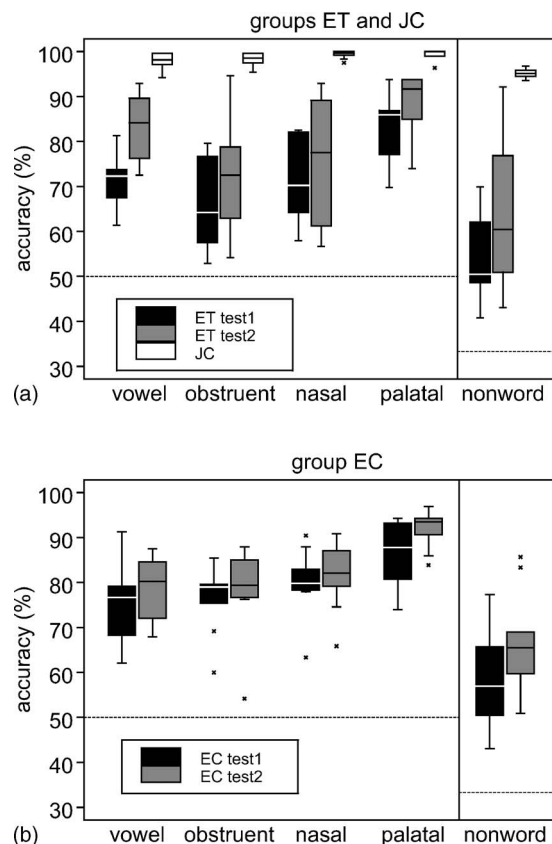 groups ET and JC
100
90
80
70
60
50
40
30
accuracy (%)
ET test1
ET test2
JC
(a)
vowel obstruent nasal palatal nonword
group EC
100
90
80
70
60
50
40
30
accuracy (%)
EC test1
EC test2
(b)
vowel obstruent nasal palatal nonword